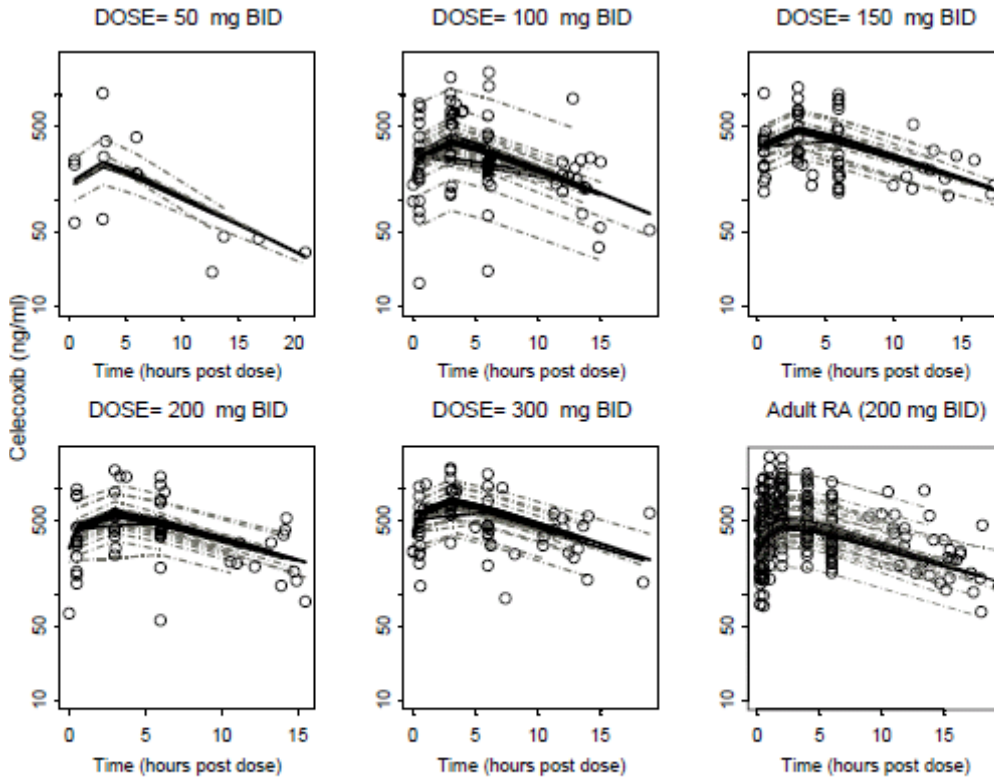 DOSE= 50 mg BID
DOSE= 100 mg BID
DOSE= 150 mg BID
500
50
10
500
50
10
500
50
10
0 5 10 15 20
0 5 10 15
0 5 10 15
Time (hours post dose)
Time (hours post dose)
Time (hours post dose)
Celecoxib (ng/ml)
DOSE= 200 mg BID
DOSE= 300 mg BID
Adult RA (200 mg BID)
500
50
10
500
50
10
500
50
10
0 5 10 15
0 5 10 15
0 5 10 15
Time (hours post dose)
Time (hours post dose)
Time (hours post dose)